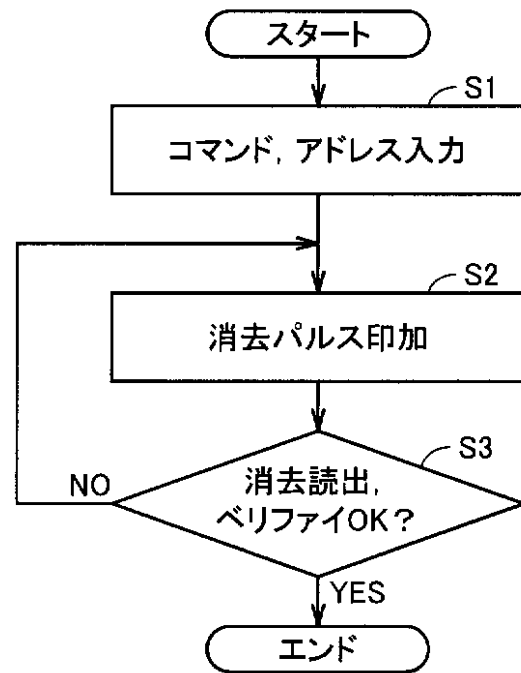 スタート
S1
コマンド, アドレス入力
S2
消去パルス印加
S3
消去読出,
ベリファイOK?
NO
YES
エンド